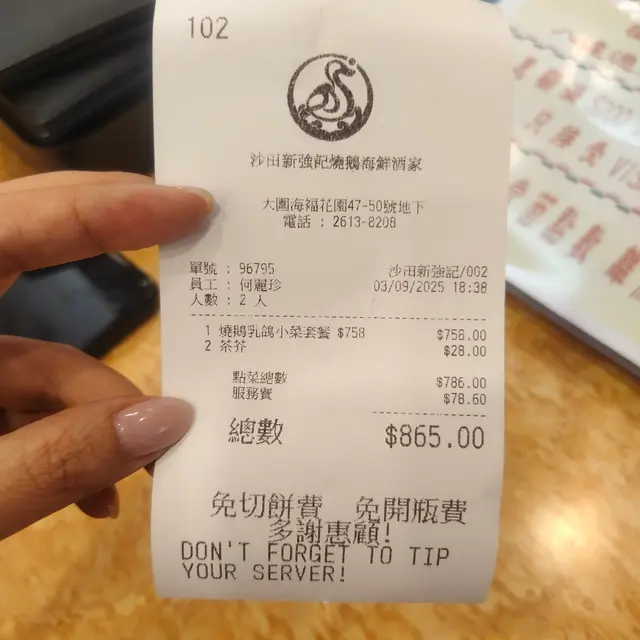 102
沙田新強記燒鵝海鮮酒家
大圍海福花園47-50號地下
電話 : 2613-8208
單號 : 96795 沙田新強記/002
員工 : 何麗珍 03/09/2025 18:38
人數 : 2 人
1 燒鵝乳鴿小菜套餐 $758 $758.00
2 茶芥 $28.00
點菜總數 $786.00
服務費 $78.60
總數 $865.00
免切餅費 免開瓶費
多謝惠顧!
DON'T FORGET TO TIP
YOUR SERVER!